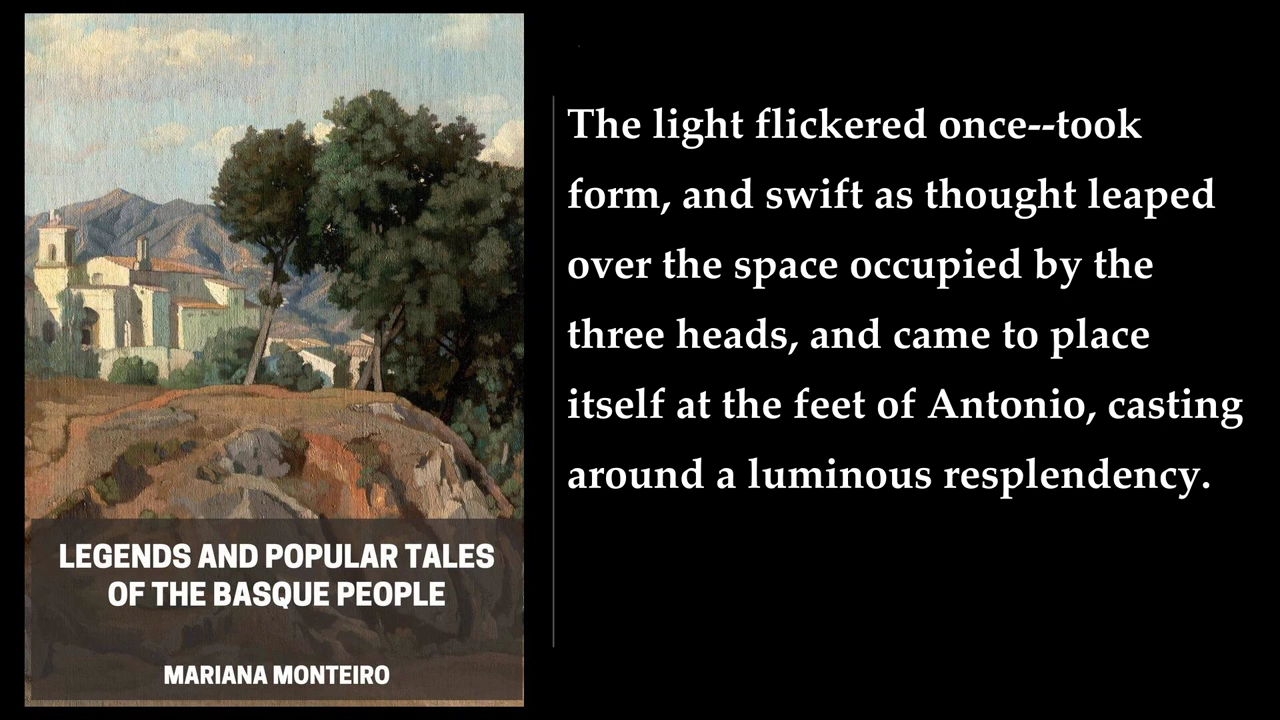 LEGENDS AND POPULAR TALES
OF THE BASQUE PEOPLE
MARIANA MONTEIRO
The light flickered once--took
form, and swift as thought leaped
over the space occupied by the
three heads, and came to place
itself at the feet of Antonio, casting
around a luminous resplendency.